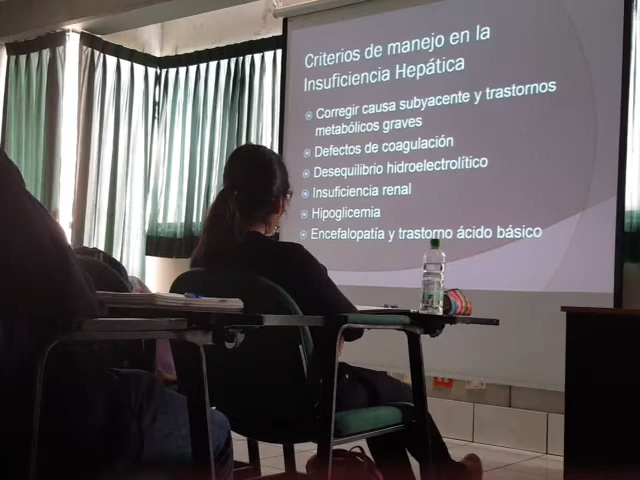 Criterios de manejo en la
Insuficiencia Hepática
Corregir causa subyacente y trastornos
metabólicos graves
Defectos de coagulación
Desequilibrio hidroelectrolítico
Insuficiencia renal
Hipoglicemia
Encefalopatía y trastorno ácido básico